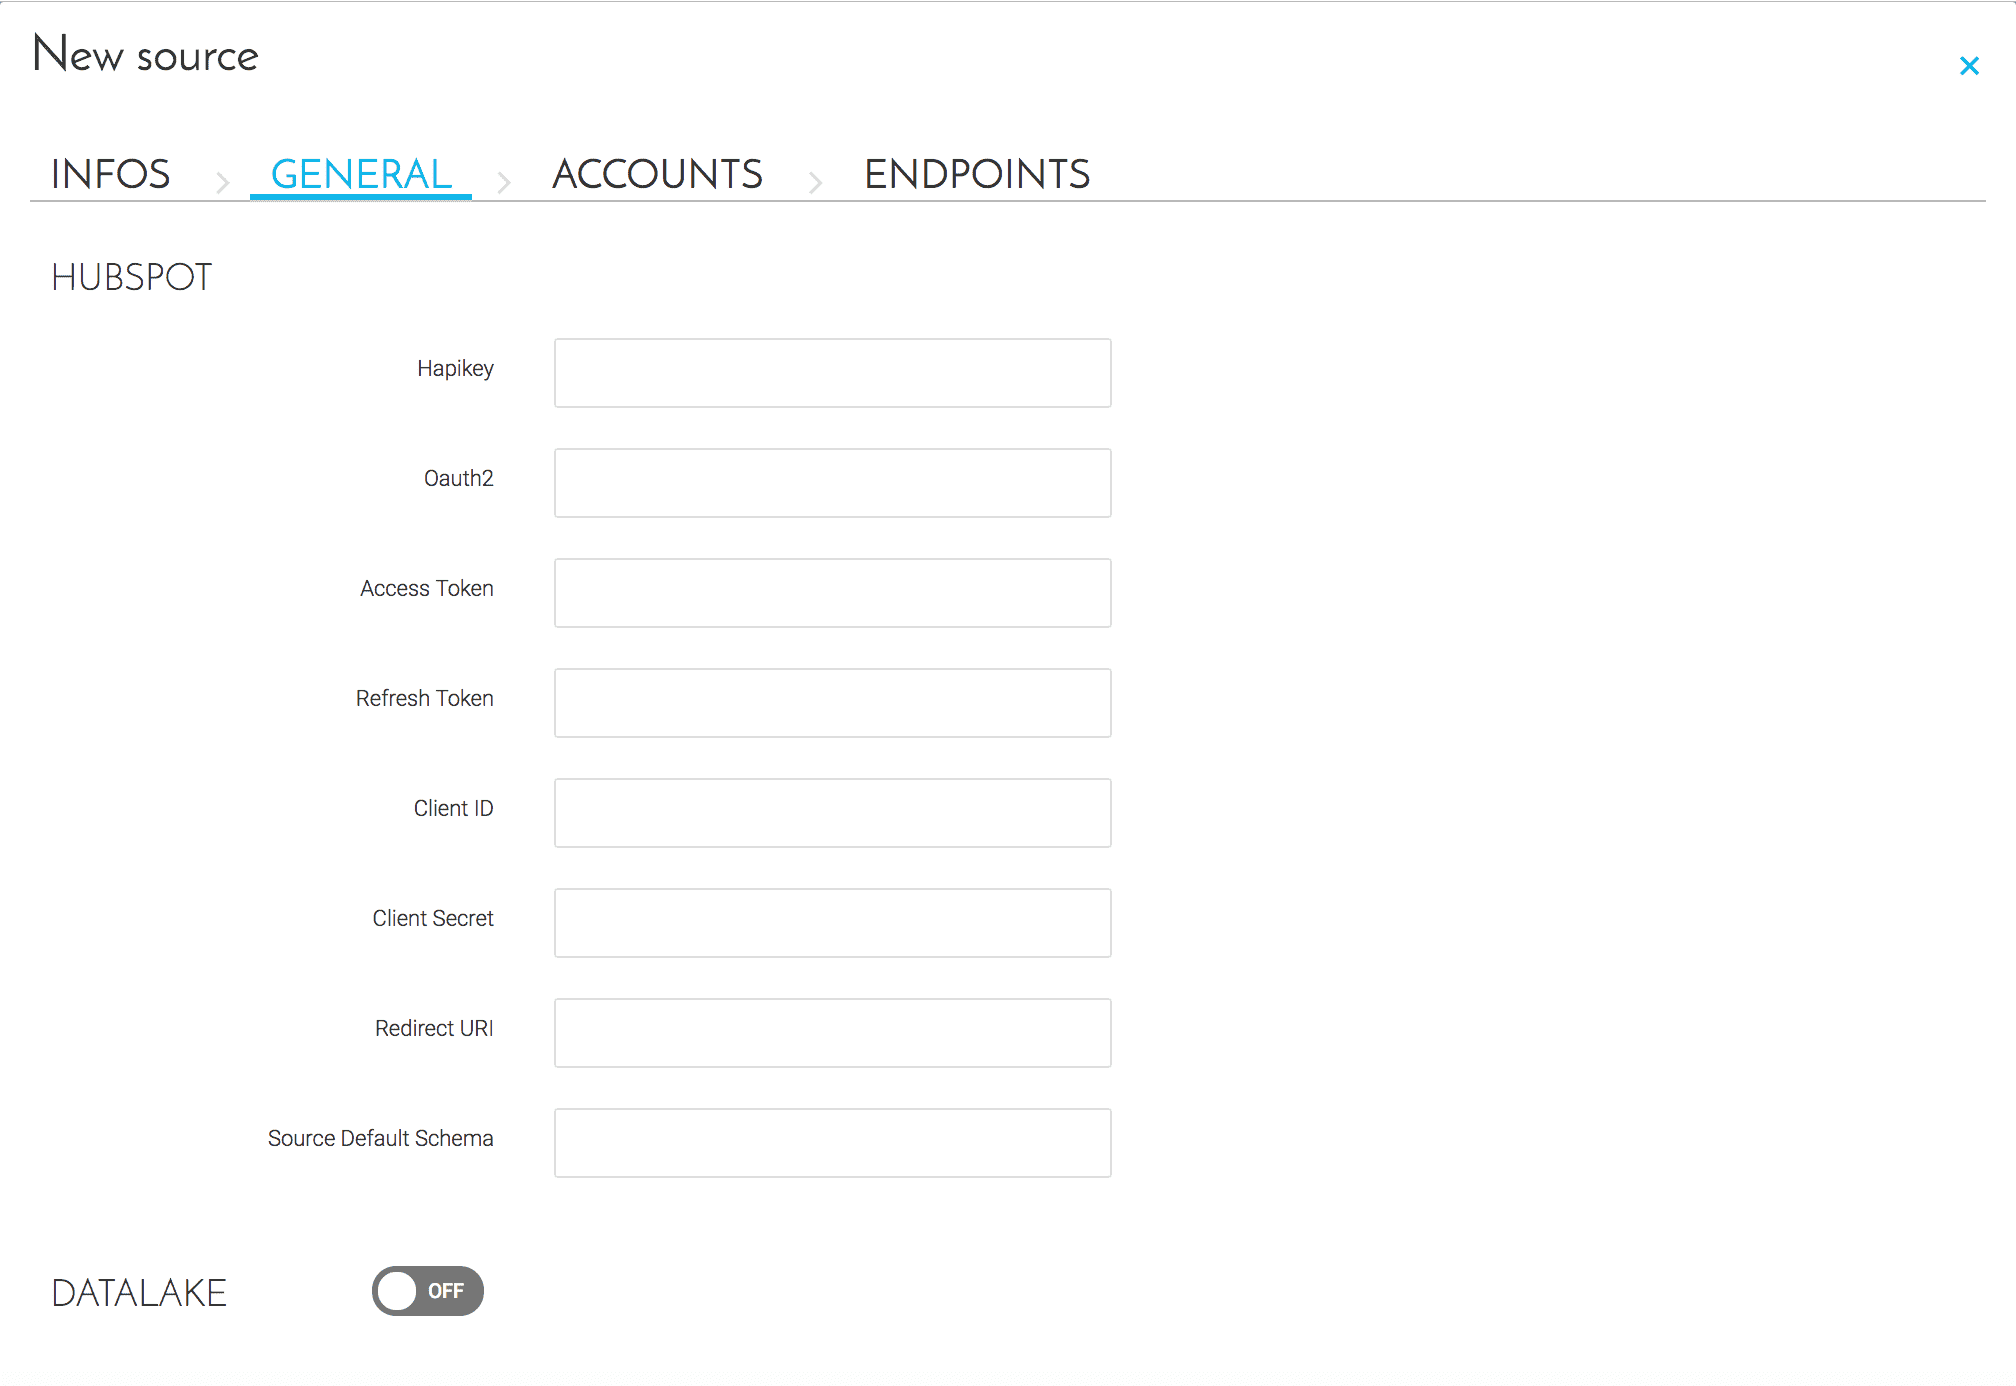 New source
INFOS GENERAL ACCOUNTS ENDPOINTS
HUBSPOT
Hapikey
Oauth2
Access Token
Refresh Token
Client ID
Client Secret
Redirect URI
Source Default Schema
DATALAKE OFF